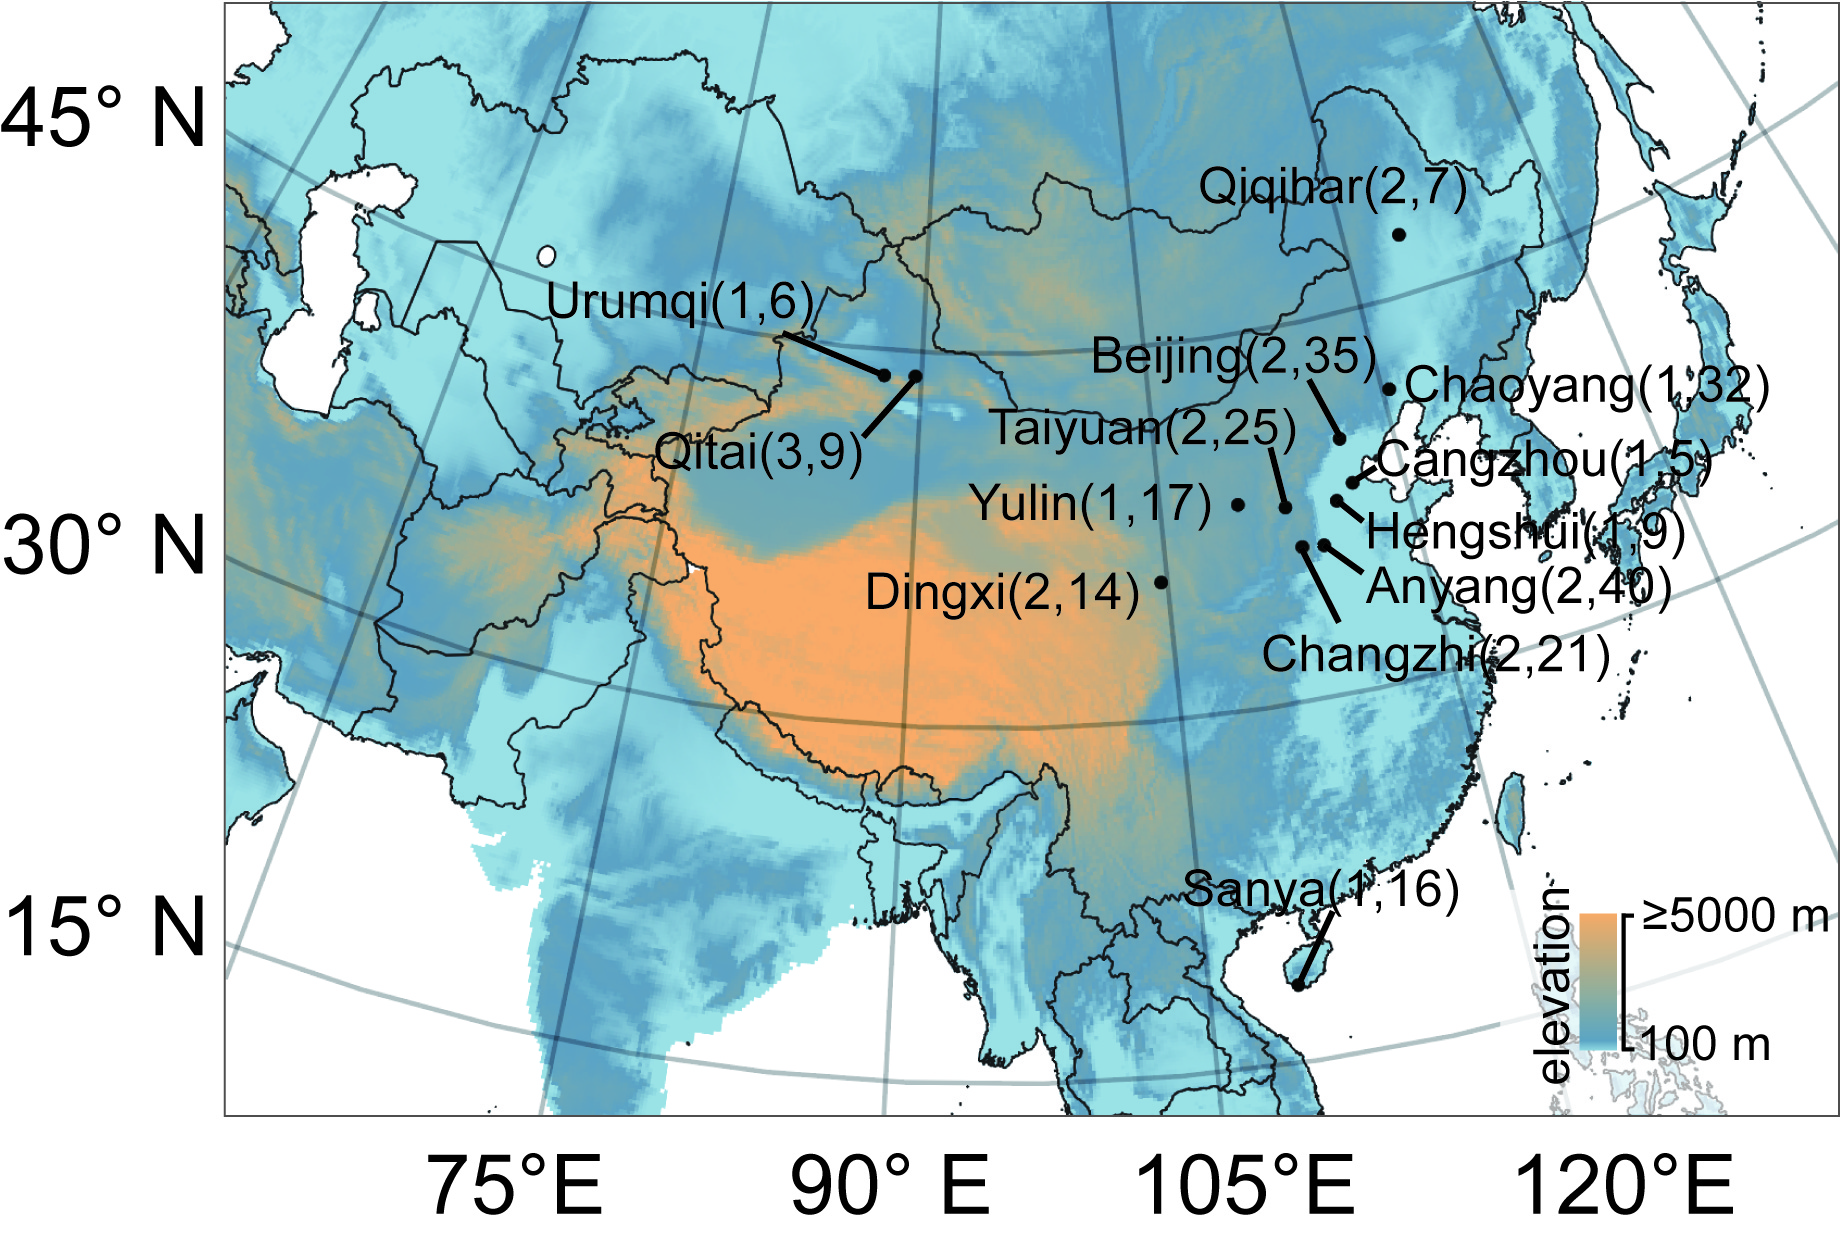 45° N
Qiqihar(2,7)
Urumqi(1,6)
Beijing(2,35)
Chaoyang(1,32)
Taiyuan(2,25)
Qitai(3,9)
Cangzhou(1,5)
Yulin(1,17)
Hengshui(1,9)
30° N
Dingxi(2,14)
Anyang(2,40)
Changzhi(2,21)
Sanya(1,16)
15° N
elevation
≥5000 m
100 m
75°E
90° E
105°E
120°E